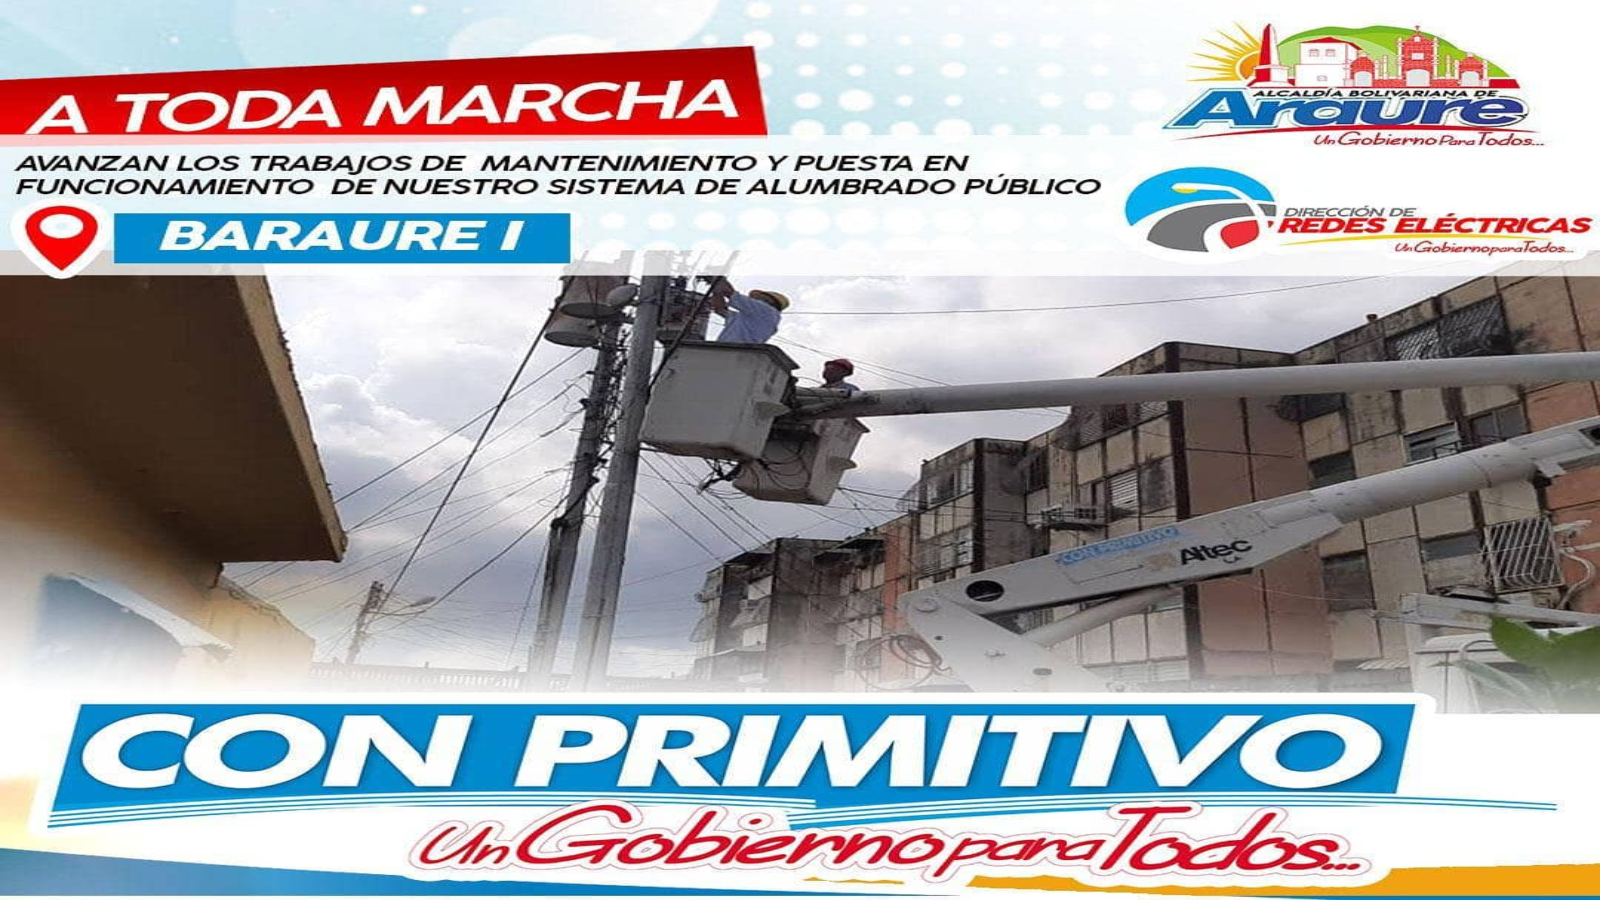 A TODA MARCHA
ALCALDÍA BOLIVARIANA DE
Araure
Un Gobierno Para Todos...
AVANZAN LOS TRABAJOS DE MANTENIMIENTO Y PUESTA EN
FUNCIONAMIENTO DE NUESTRO SISTEMA DE ALUMBRADO PÚBLICO
BARAURE I
DIRECCIÓN DE
REDES ELÉCTRICAS
Un Gobierno para Todos...
CON PRIMITIVO
Altec
CON PRIMITIVO
Un Gobierno para Todos...